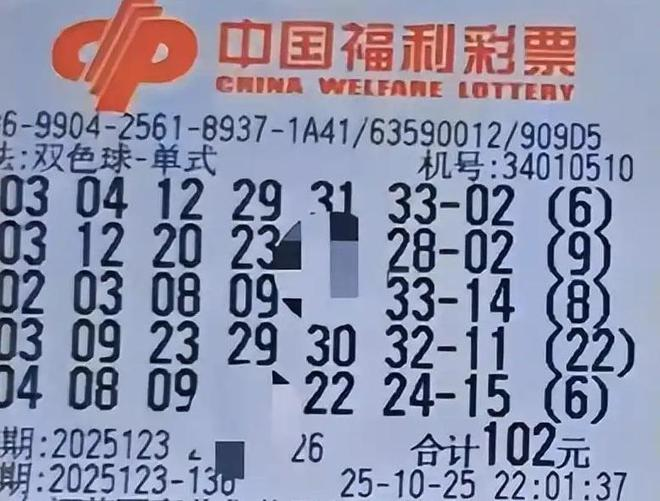 中国福利彩票
CHINA WELFARE LOTTERY
6-9904-2561-8937-1A41/63590012/909D5
法:双色球-单式 机号:34010510
03 04 12 29 31 33-02 (6)
03 12 20 23 28-02 (9)
02 03 08 09 33-14 (8)
03 09 23 29 30 32-11 (22)
04 08 09 22 24-15 (6)
期:2025123 26 合计102元
期:2025123-130 25-10-25 22:01:37